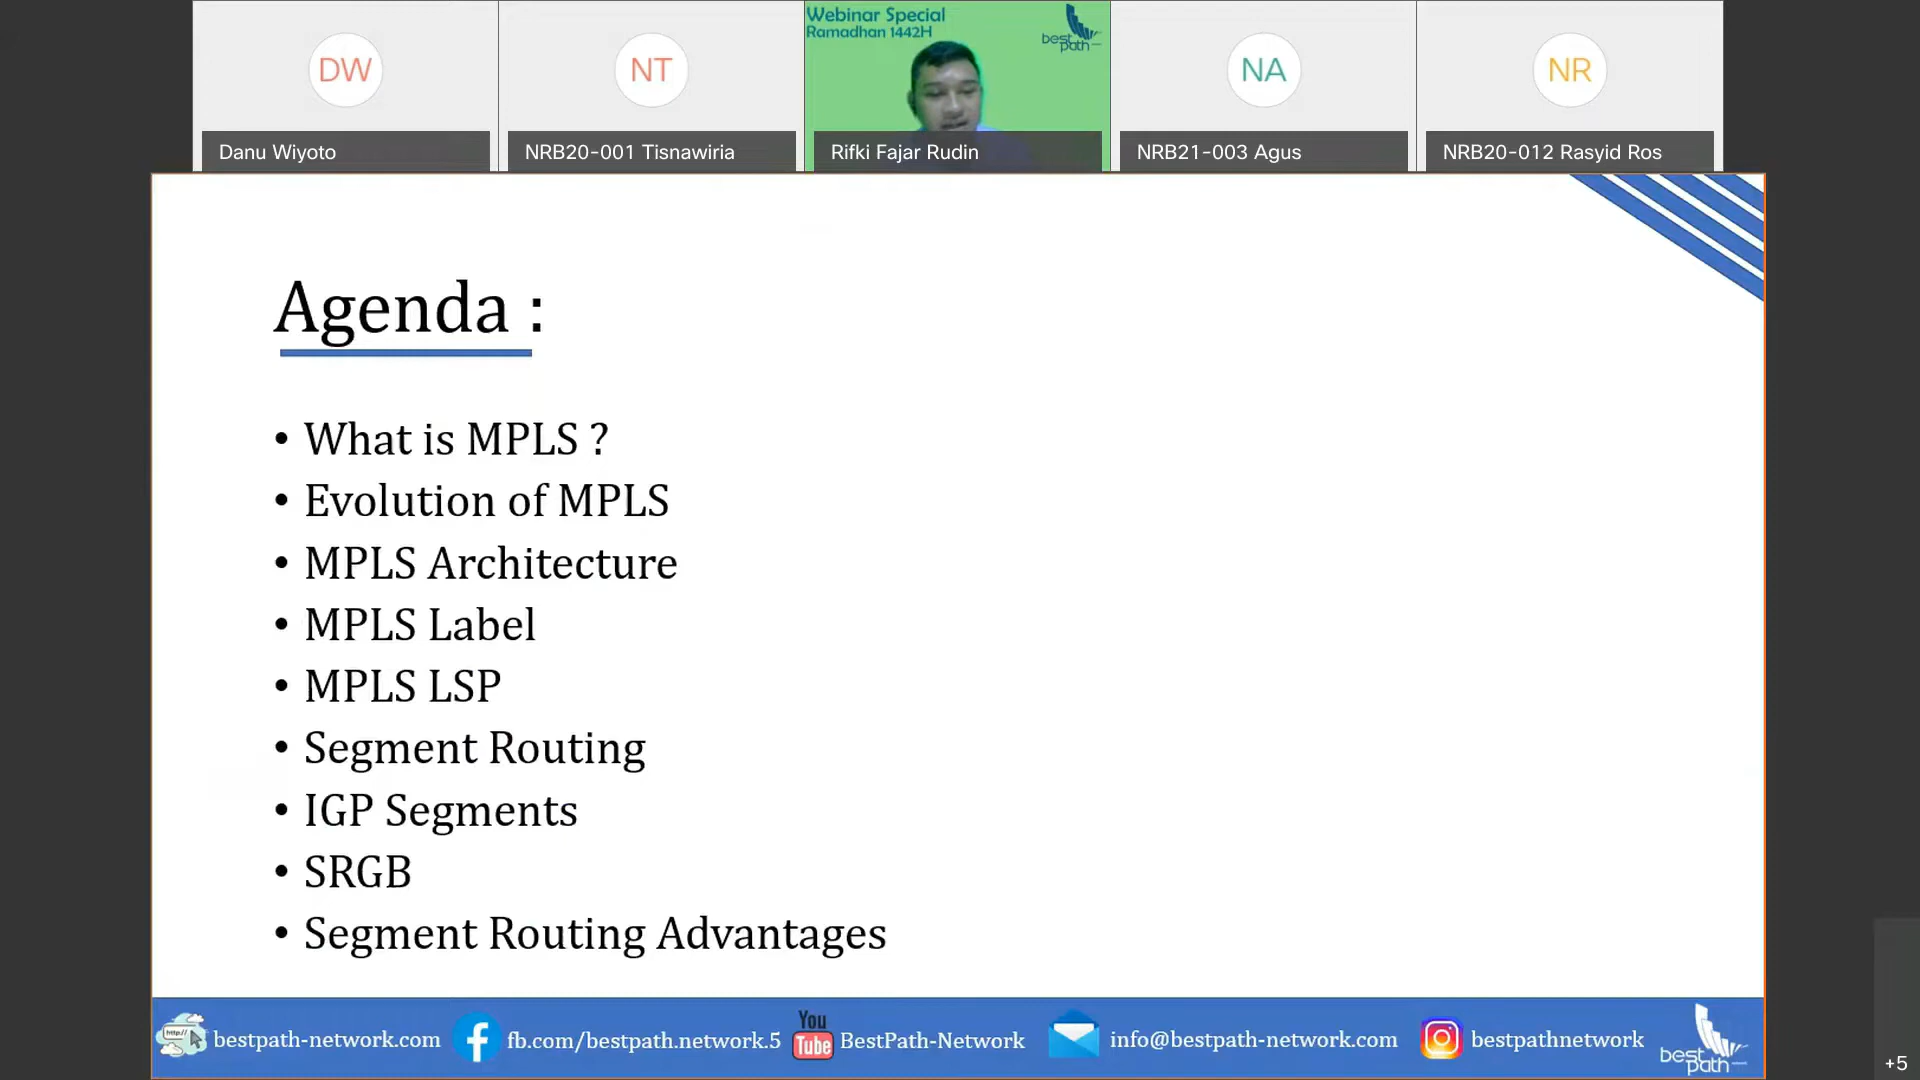 Webinar Special
Ramadhan 1442H
best
path
DW
NT
NA
NR
Danu Wiyoto
NRB20-001 Tisnawiria
Rifki Fajar Rudin
NRB21-003 Agus
NRB20-012 Rasyid Ros
Agenda :
• What is MPLS ?
• Evolution of MPLS
• MPLS Architecture
• MPLS Label
• MPLS LSP
• Segment Routing
• IGP Segments
• SRGB
• Segment Routing Advantages
http://
bestpath-network.com
fb.com/bestpath.network.5
You
Tube
BestPath-Network
info@bestpath-network.com
bestpathnetwork
best
path
+5